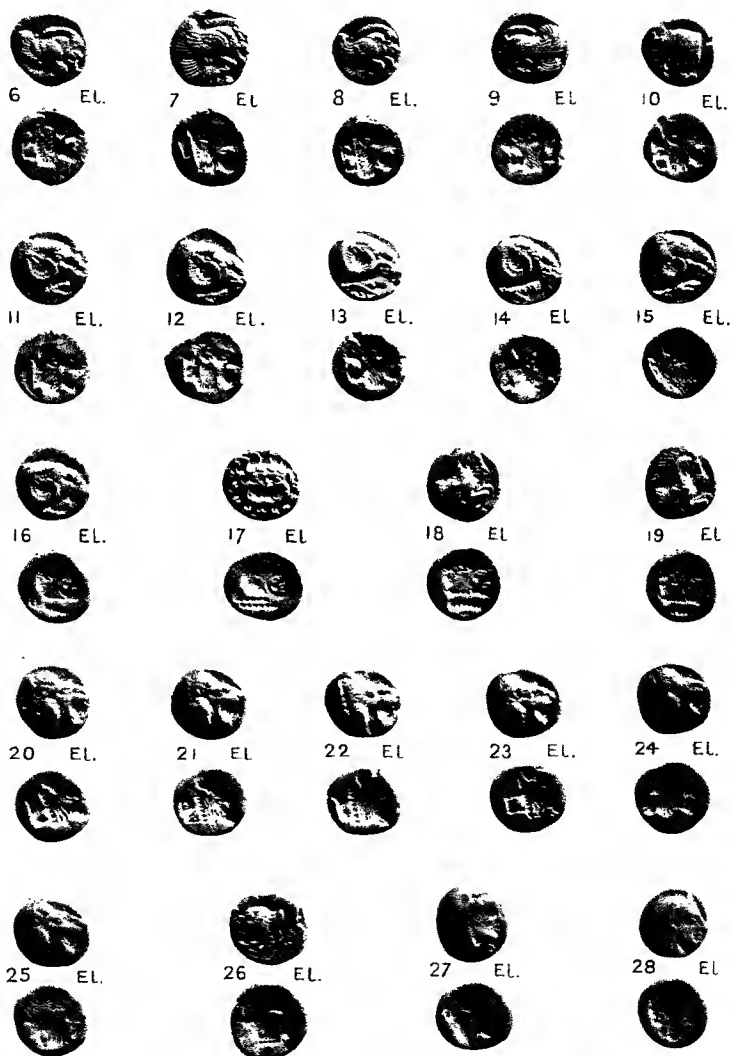 6 EL. 7 EL 8 EL. 9 EL 10 EL.
11 EL. 12 EL. 13 EL. 14 EL 15 EL.
16 EL. 17 EL 18 EL 19 EL
20 EL. 21 EL 22 EL. 23 EL. 24 EL.
25 EL. 26 EL. 27 EL. 28 EL